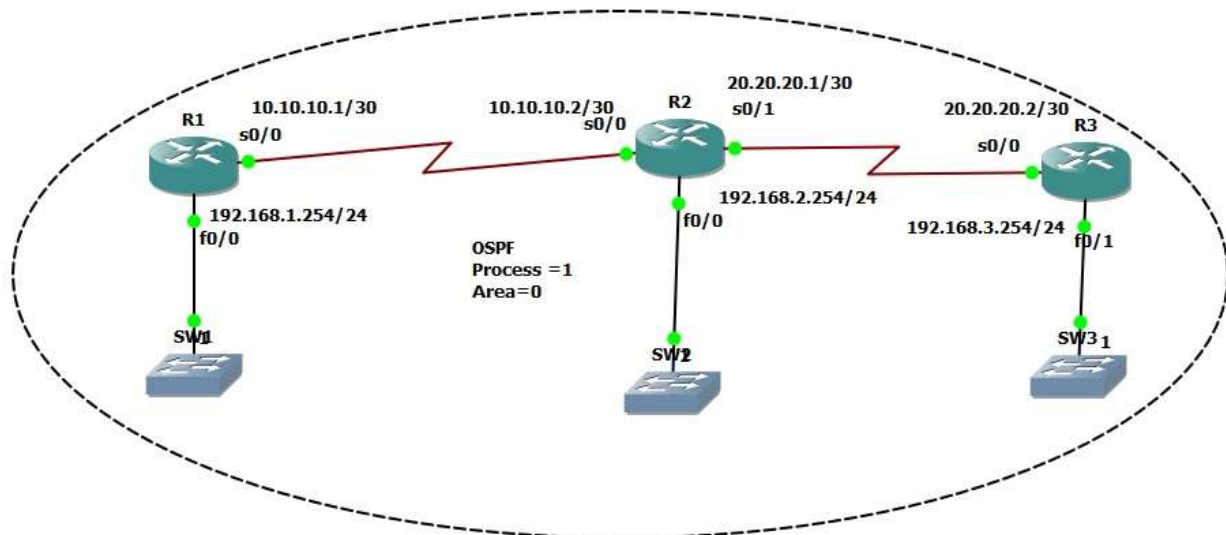 20.20.20.1/30
R1
10.10.10.1/30
10.10.10.2/30
R2
s0/1
20.20.20.2/30
R3
s0/0
s0/0
s0/0
192.168.1.254/24
f0/0
192.168.2.254/24
f0/0
192.168.3.254/24
f0/1
OSPF
Process =1
Area=0
SW1
1
SW2
1
SW3
1